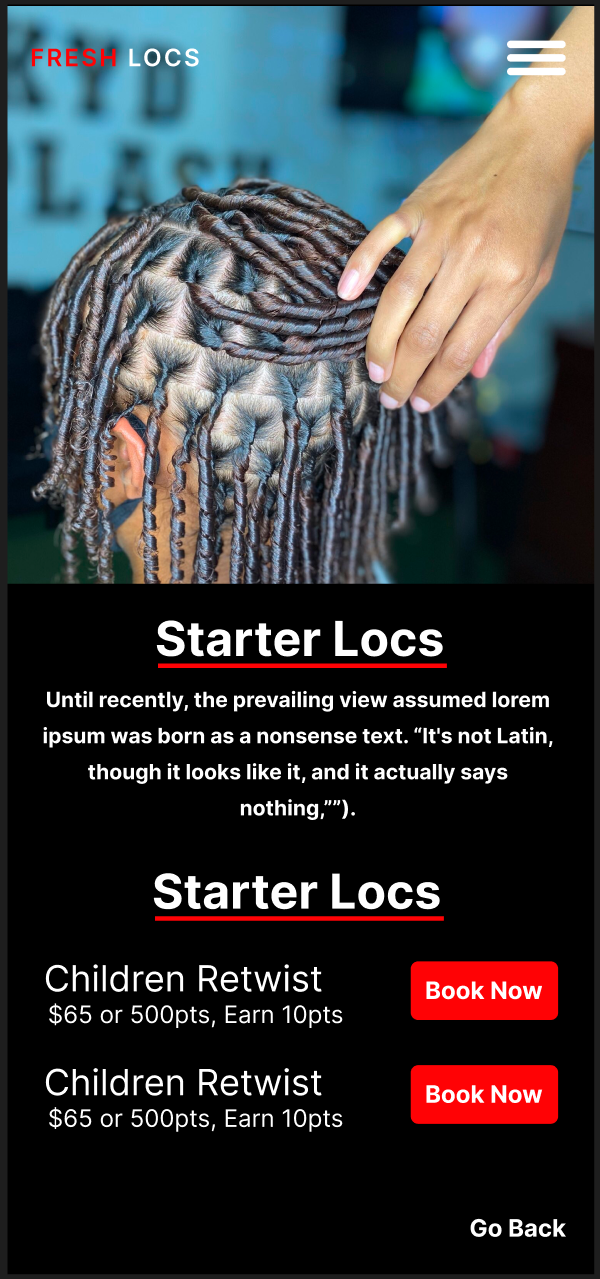 FRESH LOCS
Starter Locs
Until recently, the prevailing view assumed lorem
ipsum was born as a nonsense text. “It's not Latin,
though it looks like it, and it actually says
nothing,””).
Starter Locs
Children Retwist
$65 or 500pts, Earn 10pts
Book Now
Children Retwist
$65 or 500pts, Earn 10pts
Book Now
Go Back